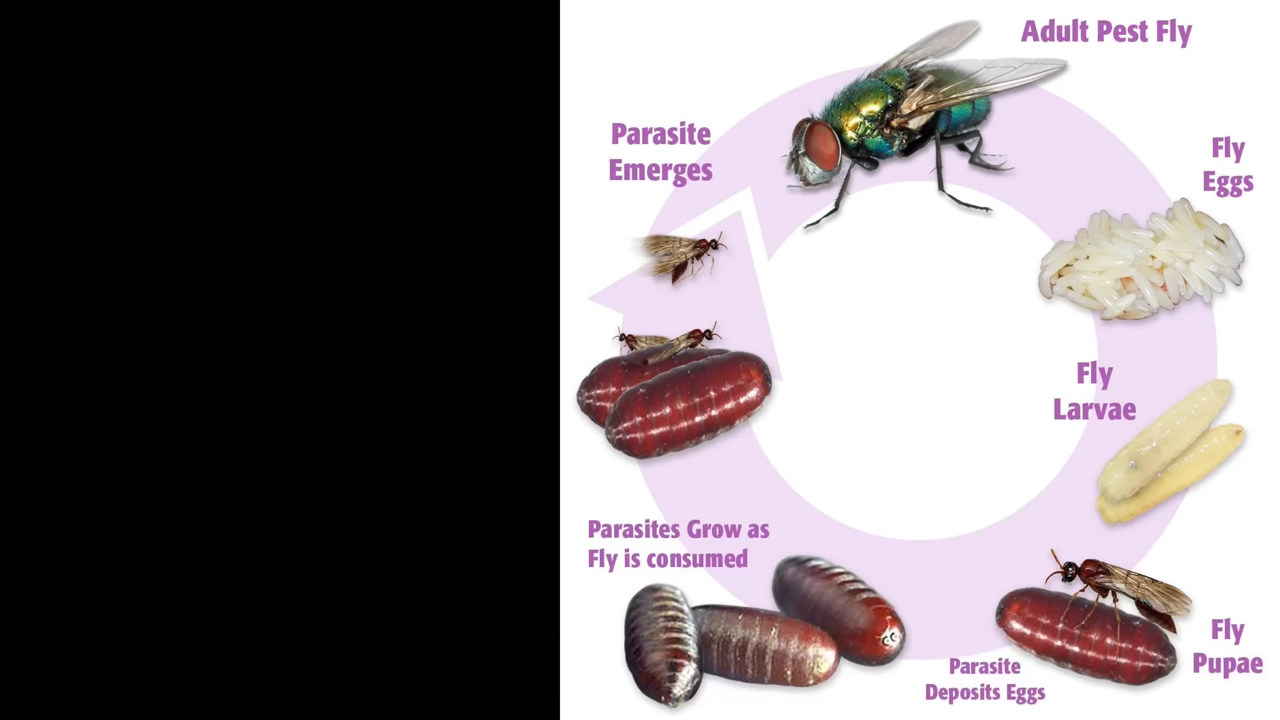 Adult Pest Fly
Fly
Eggs
Fly
Larvae
Fly
Pupae
Parasite
Deposits Eggs
Parasites Grow as
Fly is consumed
Parasite
Emerges